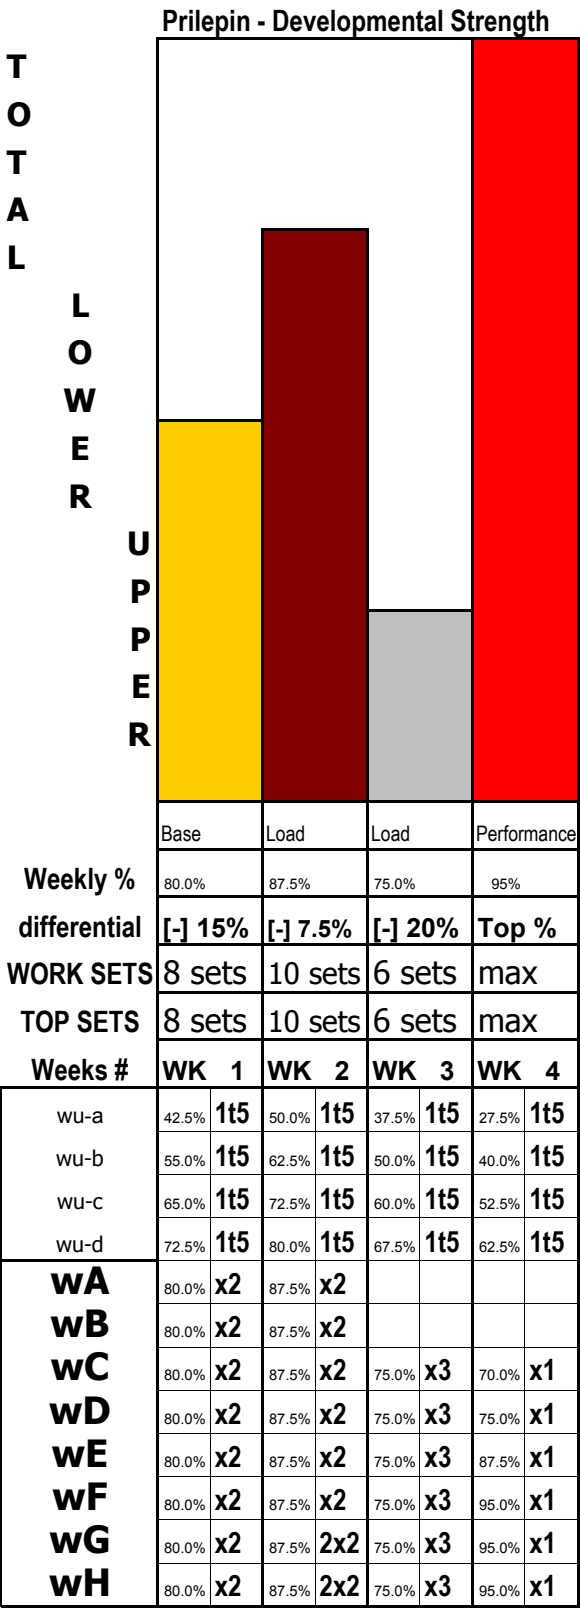 Prilepin - Developmental Strength
T
O
T
A
L
L
O
W
E
R
U
P
P
E
R
Base Load Load Performance
Weekly % 80.0% 87.5% 75.0% 95%
differential [-] 15% [-] 7.5% [-] 20% Top %
WORK SETS 8 sets 10 sets 6 sets max
TOP SETS 8 sets 10 sets 6 sets max
Weeks # WK 1 WK 2 WK 3 WK 4
wu-a 42.5% 1t5 50.0% 1t5 37.5% 1t5 27.5% 1t5
wu-b 55.0% 1t5 62.5% 1t5 50.0% 1t5 40.0% 1t5
wu-c 65.0% 1t5 72.5% 1t5 60.0% 1t5 52.5% 1t5
wu-d 72.5% 1t5 80.0% 1t5 67.5% 1t5 62.5% 1t5
wA 80.0% x2 87.5% x2
wB 80.0% x2 87.5% x2
wC 80.0% x2 87.5% x2 75.0% x3 70.0% x1
wD 80.0% x2 87.5% x2 75.0% x3 75.0% x1
wE 80.0% x2 87.5% x2 75.0% x3 87.5% x1
wF 80.0% x2 87.5% x2 75.0% x3 95.0% x1
wG 80.0% x2 87.5% 2x2 75.0% x3 95.0% x1
wH 80.0% x2 87.5% 2x2 75.0% x3 95.0% x1